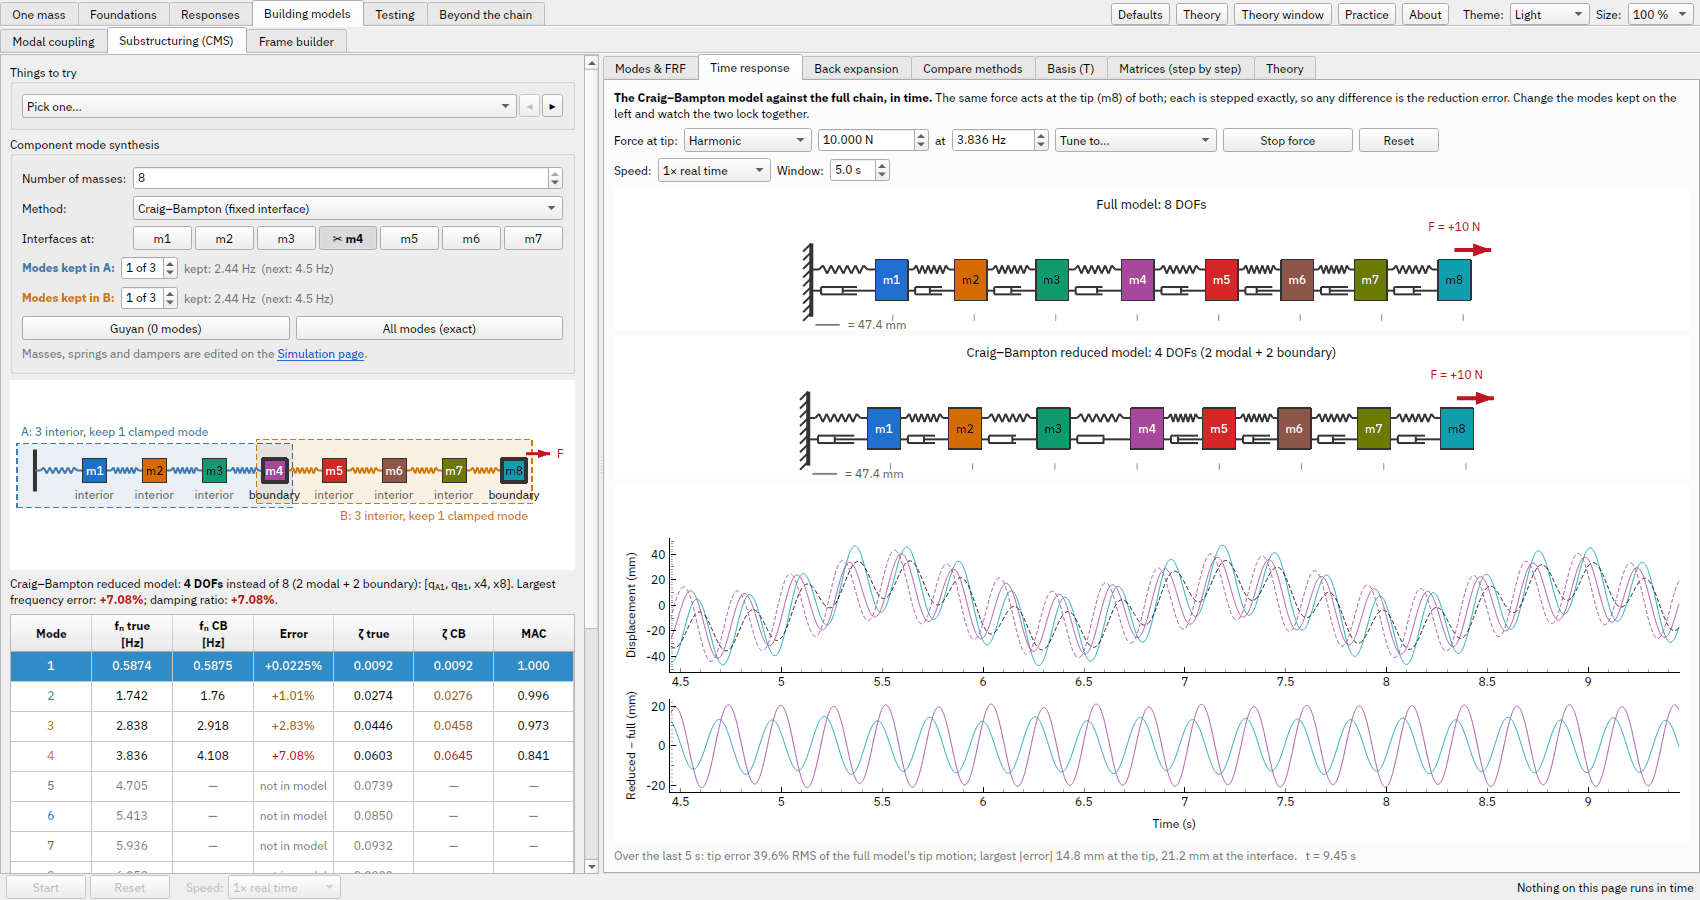 One mass Foundations Responses Building models Testing Beyond the chain Defaults Theory Theory window Practice About Theme: Light Size: 100 %
Modal coupling Substructuring (CMS) Frame builder
Things to try
Pick one...
Component mode synthesis
Number of masses: 8
Method: Craig–Bampton (fixed interface)
Interfaces at: m1 m2 m3 ✂ m4 m5 m6 m7
Modes kept in A: 1 of 3 kept: 2.44 Hz (next: 4.5 Hz)
Modes kept in B: 1 of 3 kept: 2.44 Hz (next: 4.5 Hz)
Guyan (0 modes) All modes (exact)
Masses, springs and dampers are edited on the Simulation page.
A: 3 interior, keep 1 clamped mode
F
m1 m2 m3 m4 m5 m6 m7 m8
interior interior interior boundary interior interior interior boundary
B: 3 interior, keep 1 clamped mode
Craig–Bampton reduced model: 4 DOFs instead of 8 (2 modal + 2 boundary): [qA1, qB1, x4, x8]. Largest
frequency error: +7.08%; damping ratio: +7.08%.
Mode fn true [Hz] fn CB [Hz] Error ζ true ζ CB MAC
1 0.5874 0.5875 +0.0225% 0.0092 0.0092 1.000
2 1.742 1.76 +1.01% 0.0274 0.0276 0.996
3 2.838 2.918 +2.83% 0.0446 0.0458 0.973
4 3.836 4.108 +7.08% 0.0603 0.0645 0.841
5 4.705 — not in model 0.0739 — —
6 5.413 — not in model 0.0850 — —
7 5.936 — not in model 0.0932 — —
Modes & FRF Time response Back expansion Compare methods Basis (T) Matrices (step by step) Theory
The Craig–Bampton model against the full chain, in time. The same force acts at the tip (m8) of both; each is stepped exactly, so any difference is the reduction error. Change the modes kept on the
left and watch the two lock together.
Force at tip: Harmonic 10.000 N at 3.836 Hz Tune to... Stop force Reset
Speed: 1× real time Window: 5.0 s
Full model: 8 DOFs
F = +10 N
m1 m2 m3 m4 m5 m6 m7 m8
= 47.4 mm
Craig–Bampton reduced model: 4 DOFs (2 modal + 2 boundary)
F = +10 N
m1 m2 m3 m4 m5 m6 m7 m8
= 47.4 mm
Displacement (mm)
40
20
0
-20
-40
4.5 5 5.5 6 6.5 7 7.5 8 8.5 9
Reduced − full (mm)
20
0
-20
4.5 5 5.5 6 6.5 7 7.5 8 8.5 9
Time (s)
Over the last 5 s: tip error 39.6% RMS of the full model's tip motion; largest |error| 14.8 mm at the tip, 21.2 mm at the interface. t = 9.45 s
Start Reset Speed: 1× real time Nothing on this page runs in time